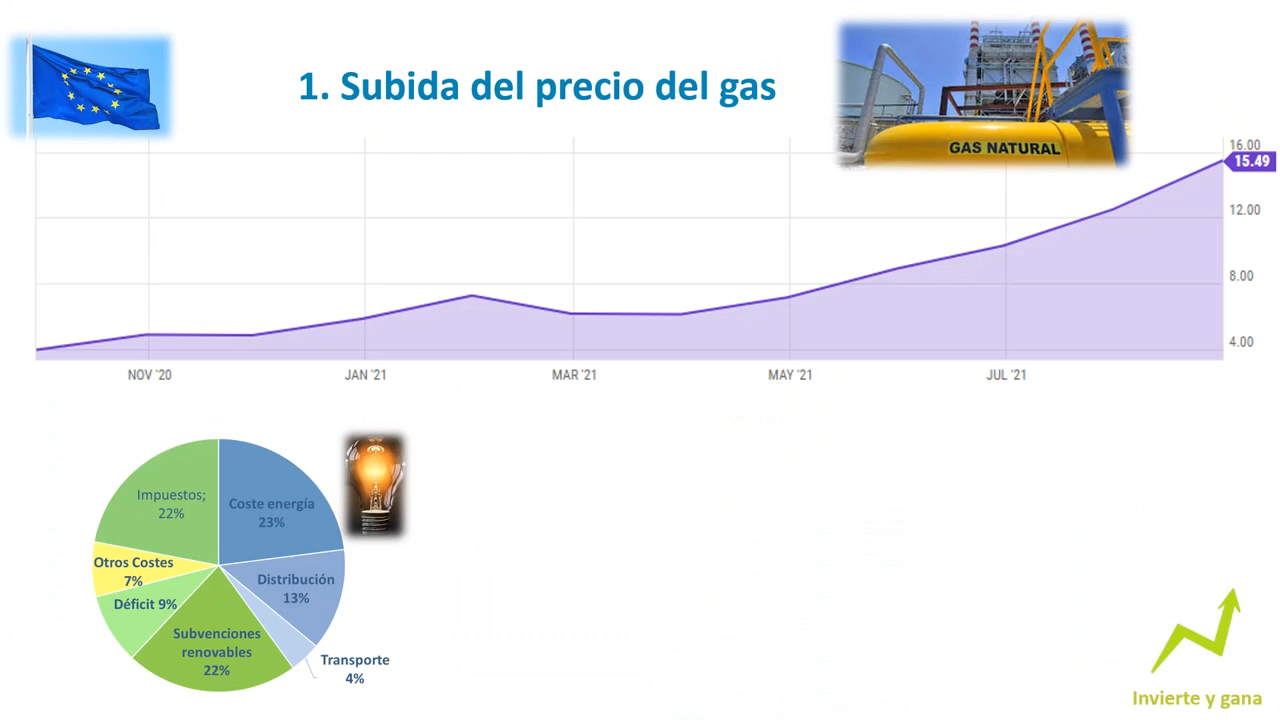 1. Subida del precio del gas
GAS NATURAL
16.00
15.49
12.00
8.00
4.00
NOV '20
JAN '21
MAR '21
MAY '21
JUL '21
Impuestos;
22%
Coste energía
23%
Otros Costes
7%
Distribución
13%
Déficit 9%
Subvenciones
renovables
22%
Transporte
4%
Invierte y gana